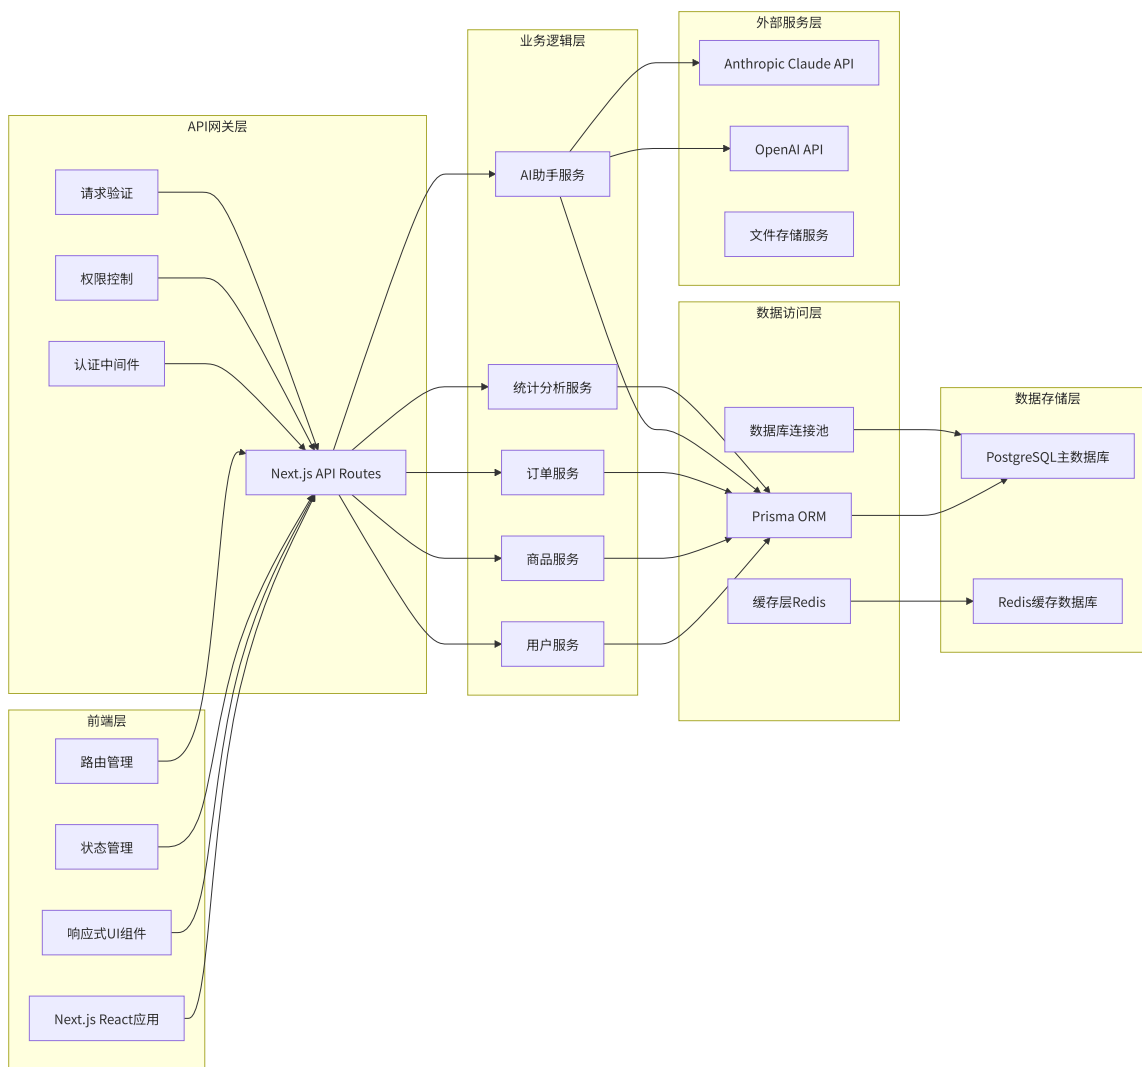 API网关层
请求验证
权限控制
认证中间件
Next.js API Routes
前端层
路由管理
状态管理
响应式UI组件
Next.js React应用
业务逻辑层
AI助手服务
统计分析服务
订单服务
商品服务
用户服务
外部服务层
Anthropic Claude API
OpenAI API
文件存储服务
数据访问层
数据库连接池
Prisma ORM
缓存层Redis
数据存储层
PostgreSQL主数据库
Redis缓存数据库